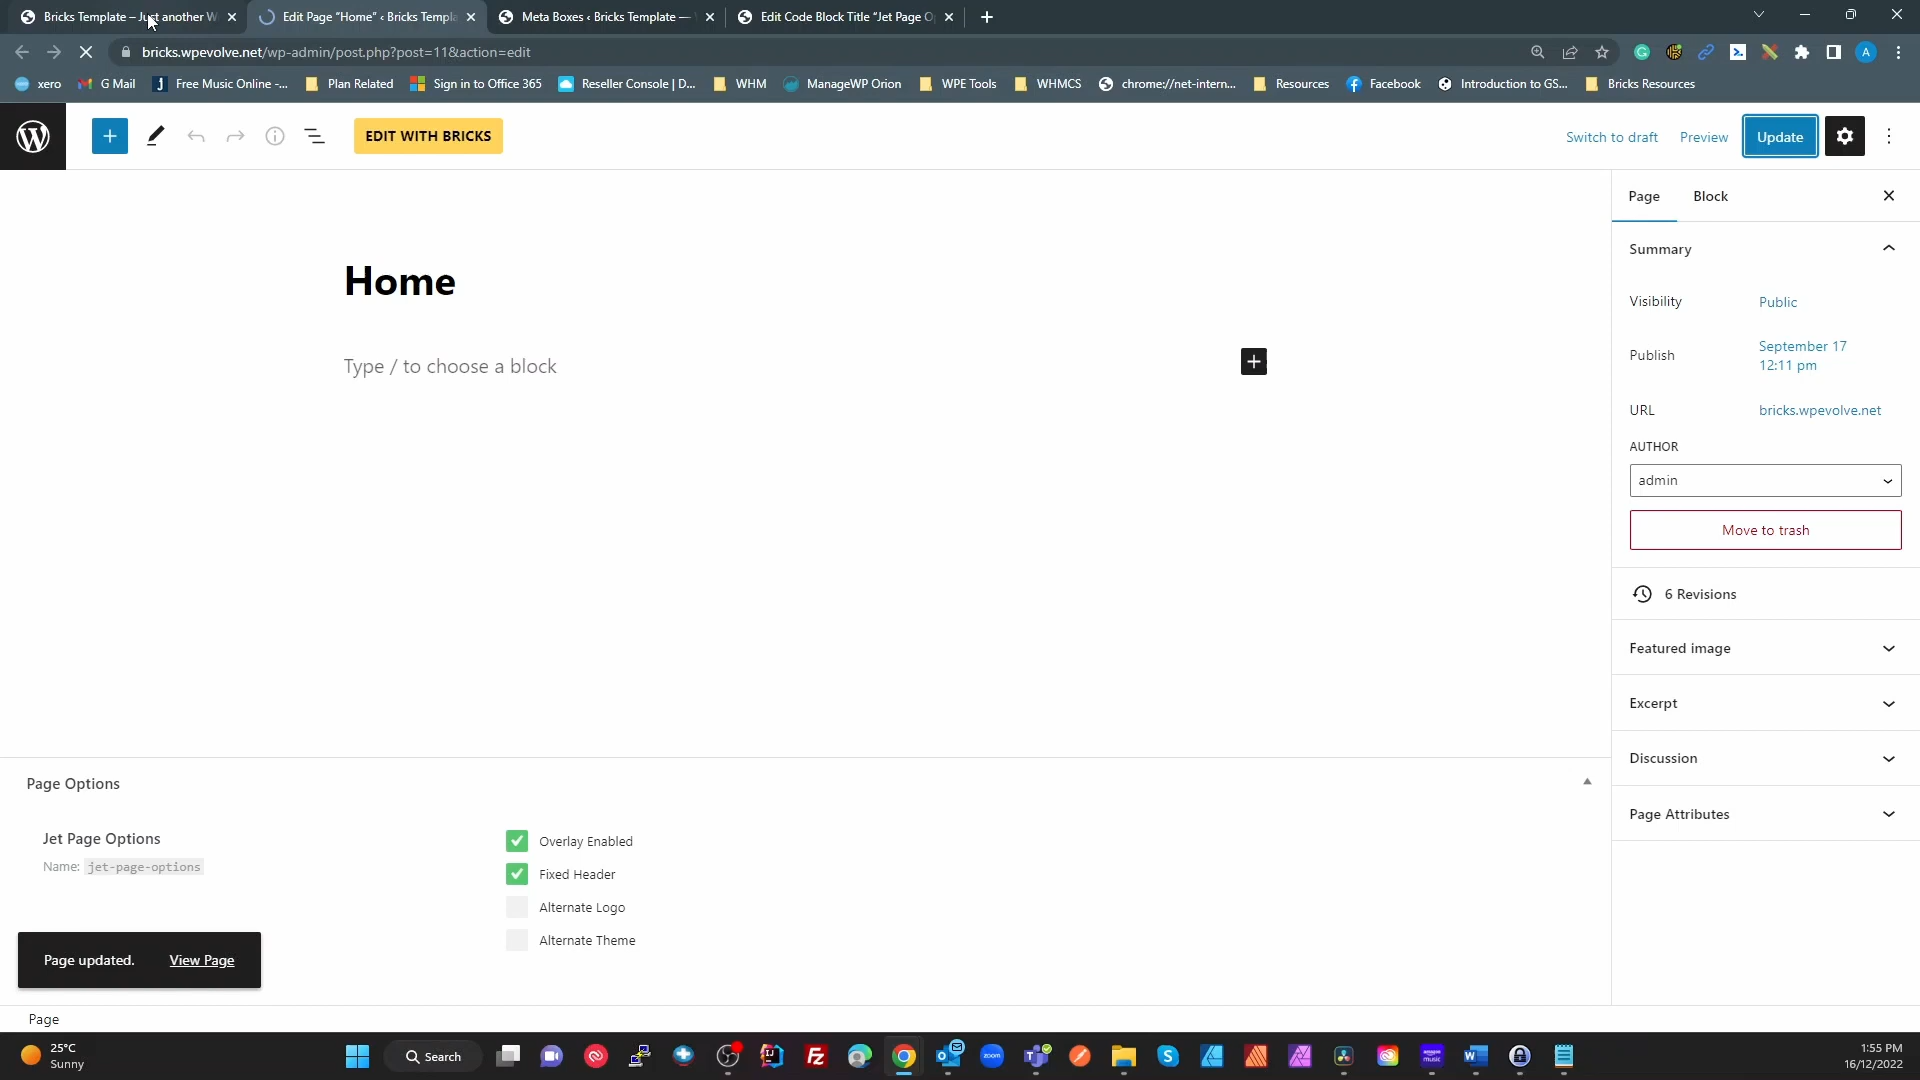 Bricks Template – Just another W
Edit Page “Home” ‹ Bricks Templa
Meta Boxes ‹ Bricks Template —
Edit Code Block Title “Jet Page O
bricks.wpevolve.net/wp-admin/post.php?post=11&action=edit
A
xero
G Mail
Free Music Online -...
Plan Related
Sign in to Office 365
Reseller Console | D...
WHM
ManageWP Orion
WPE Tools
WHMCS
chrome://net-intern...
Resources
Facebook
Introduction to GS...
Bricks Resources
EDIT WITH BRICKS
Switch to draft
Preview
Update
Page
Block
Summary
Home
Visibility
Public
Type / to choose a block
Publish
September 17
12:11 pm
URL
bricks.wpevolve.net
AUTHOR
admin
Move to trash
6 Revisions
Featured image
Excerpt
Discussion
Page Attributes
Page Options
Jet Page Options
Name: jet-page-options
Overlay Enabled
Fixed Header
Alternate Logo
Alternate Theme
Page updated. View Page
Page
25°C
Sunny
Search
1:55 PM
16/12/2022